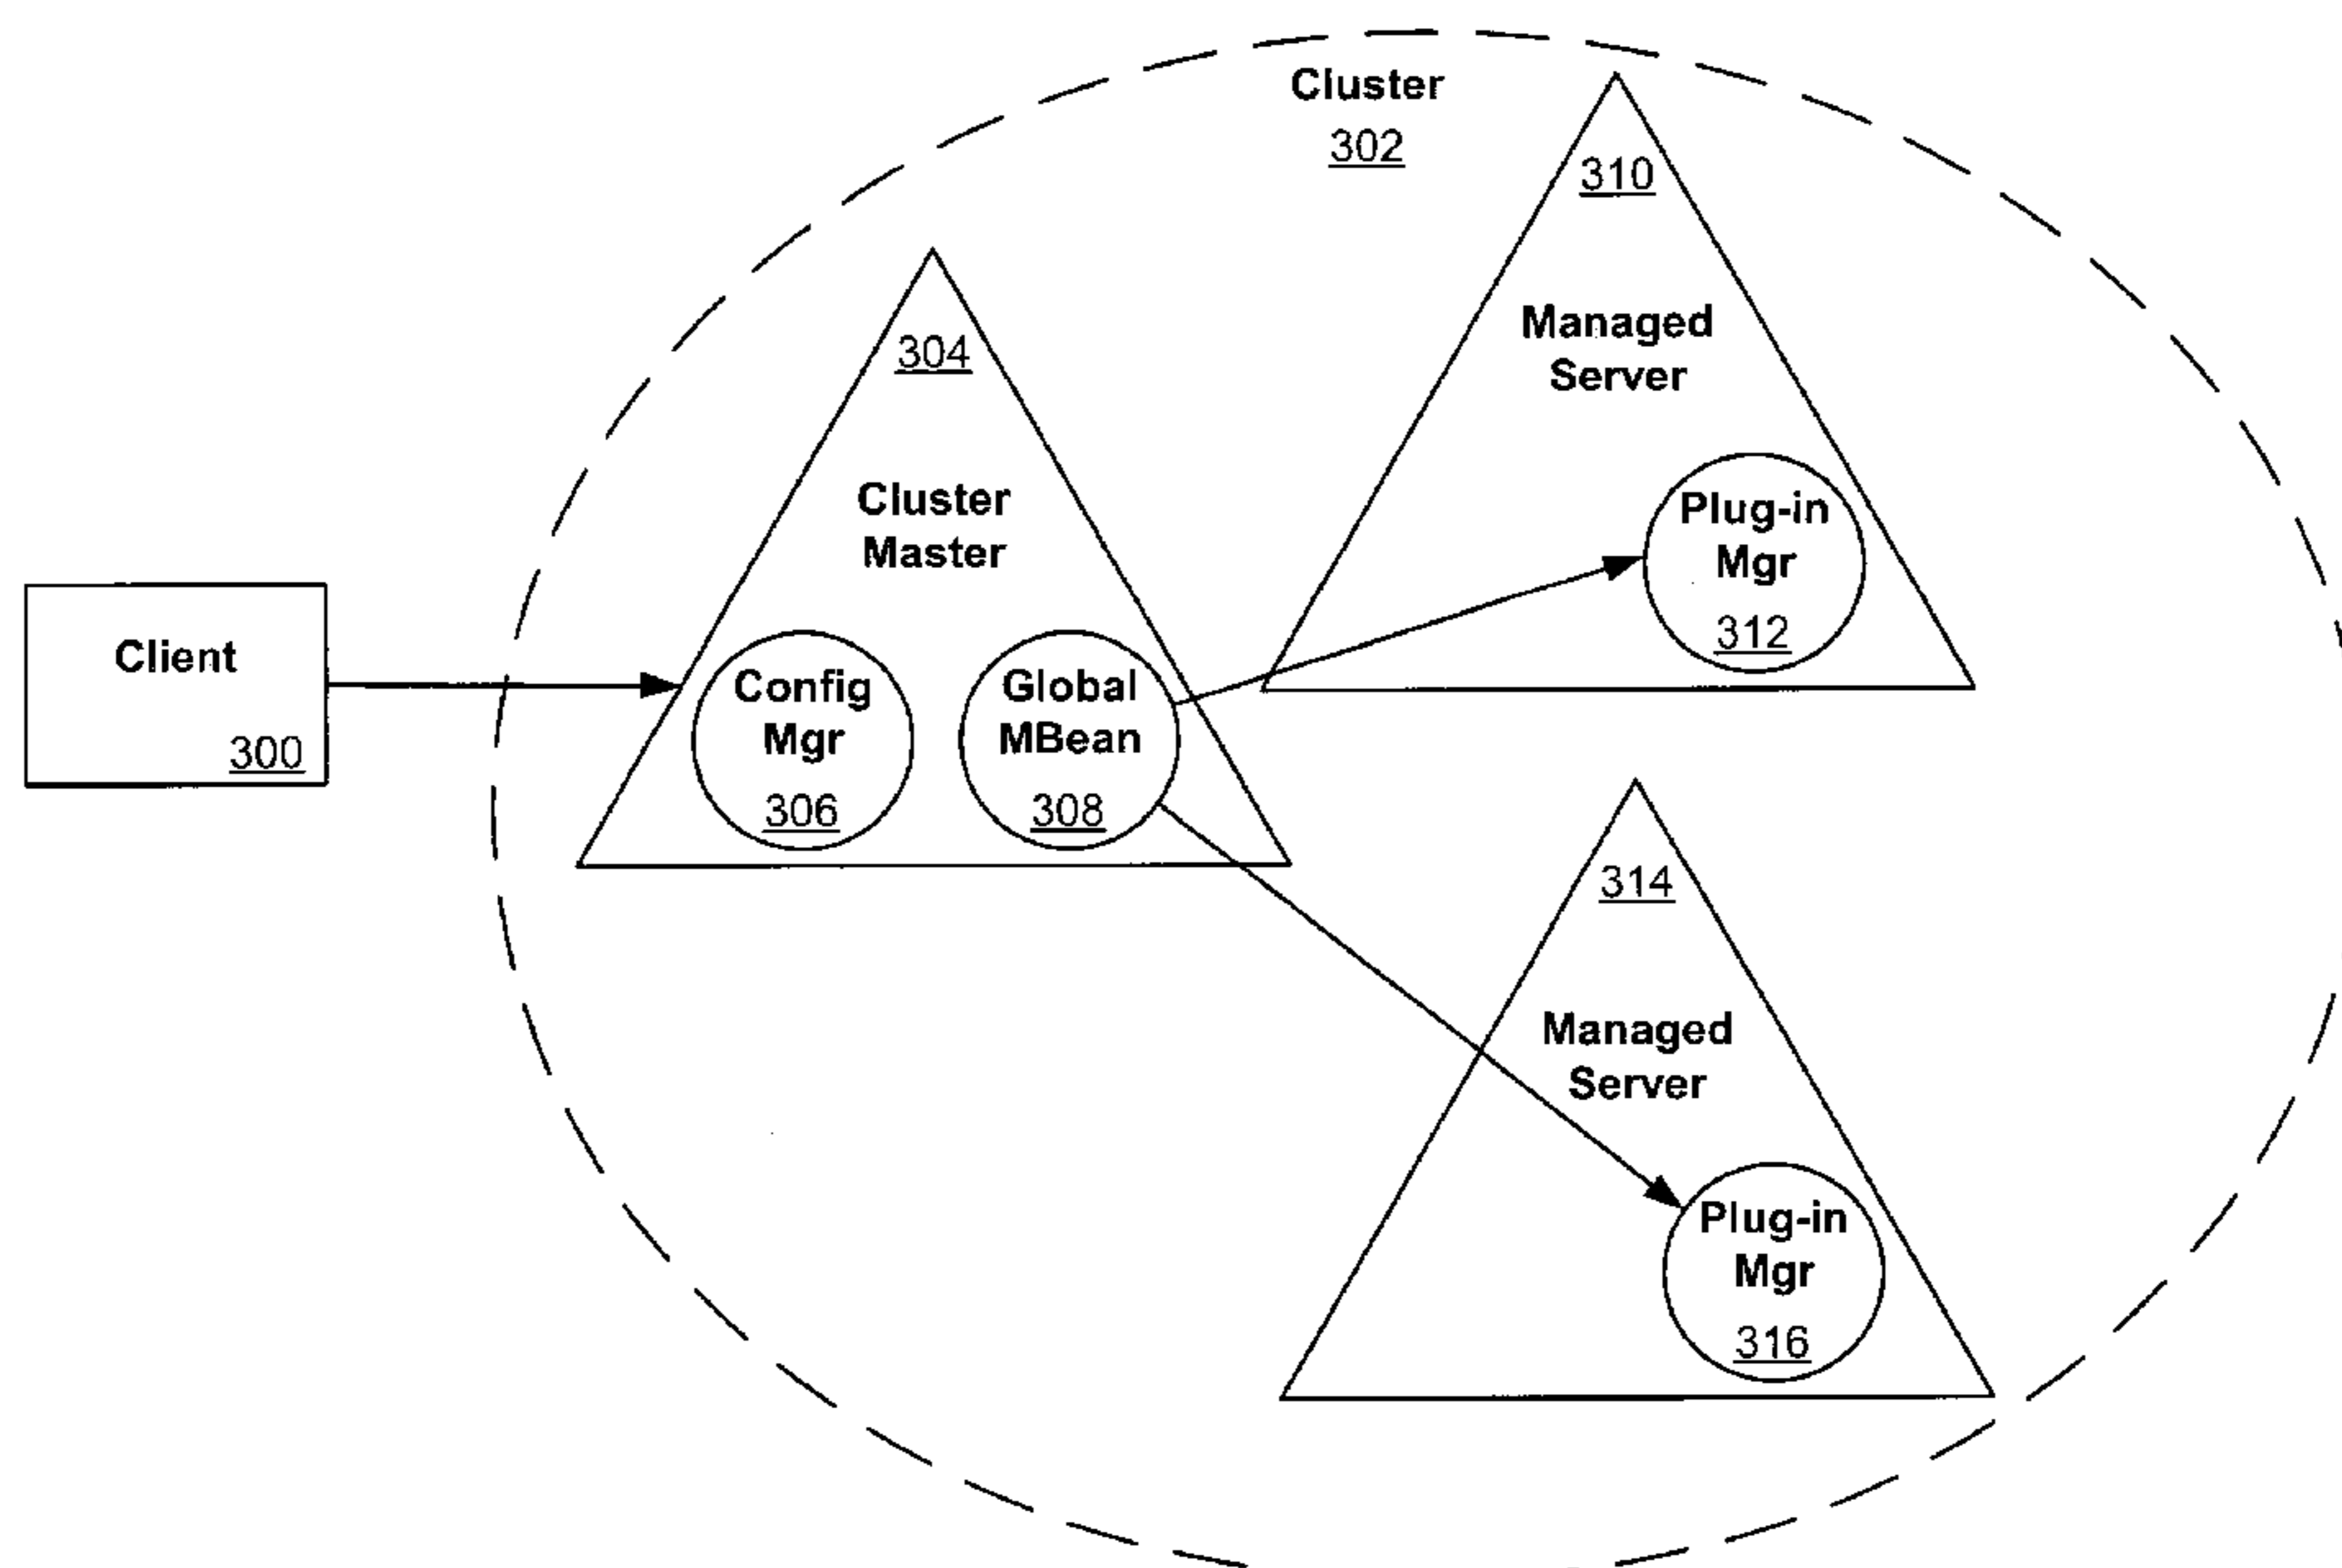 Cluster
302
310
Managed
Server
Plug-in
Mgr
312
304
Cluster
Master
Config
Mgr
306
Global
MBean
308
Client
300
314
Managed
Server
Plug-in
Mgr
316